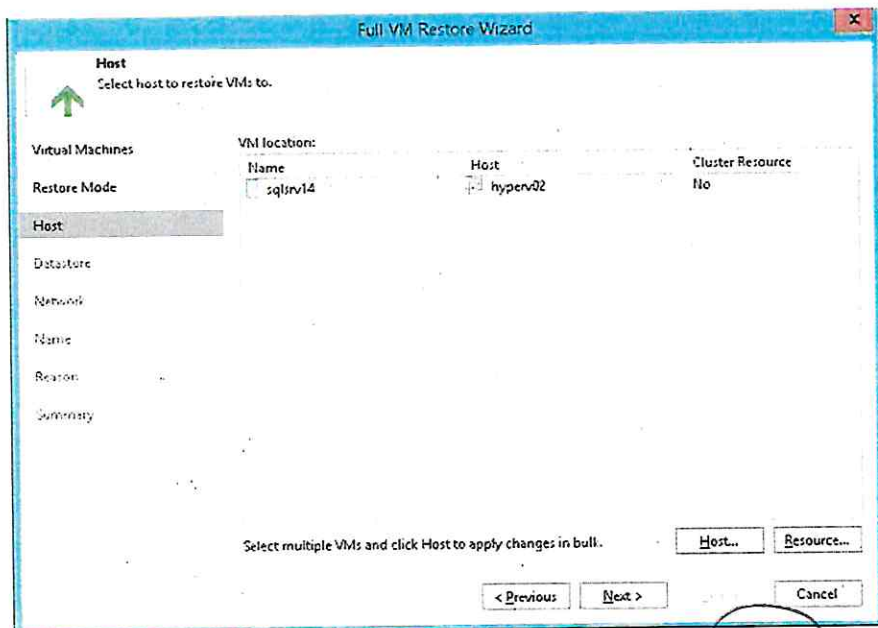 Full VM Restore Wizard
x
Host
Select host to restore VMs to.
Virtual Machines
Restore Mode
Host
Datastore
Network
Name
Reason
Summary
VM location:
Name Host Cluster Resource
sqlsrv14 hyperv02 No
Select multiple VMs and click Host to apply changes in bulk.
Host... Resource...
< Previous Next > Cancel